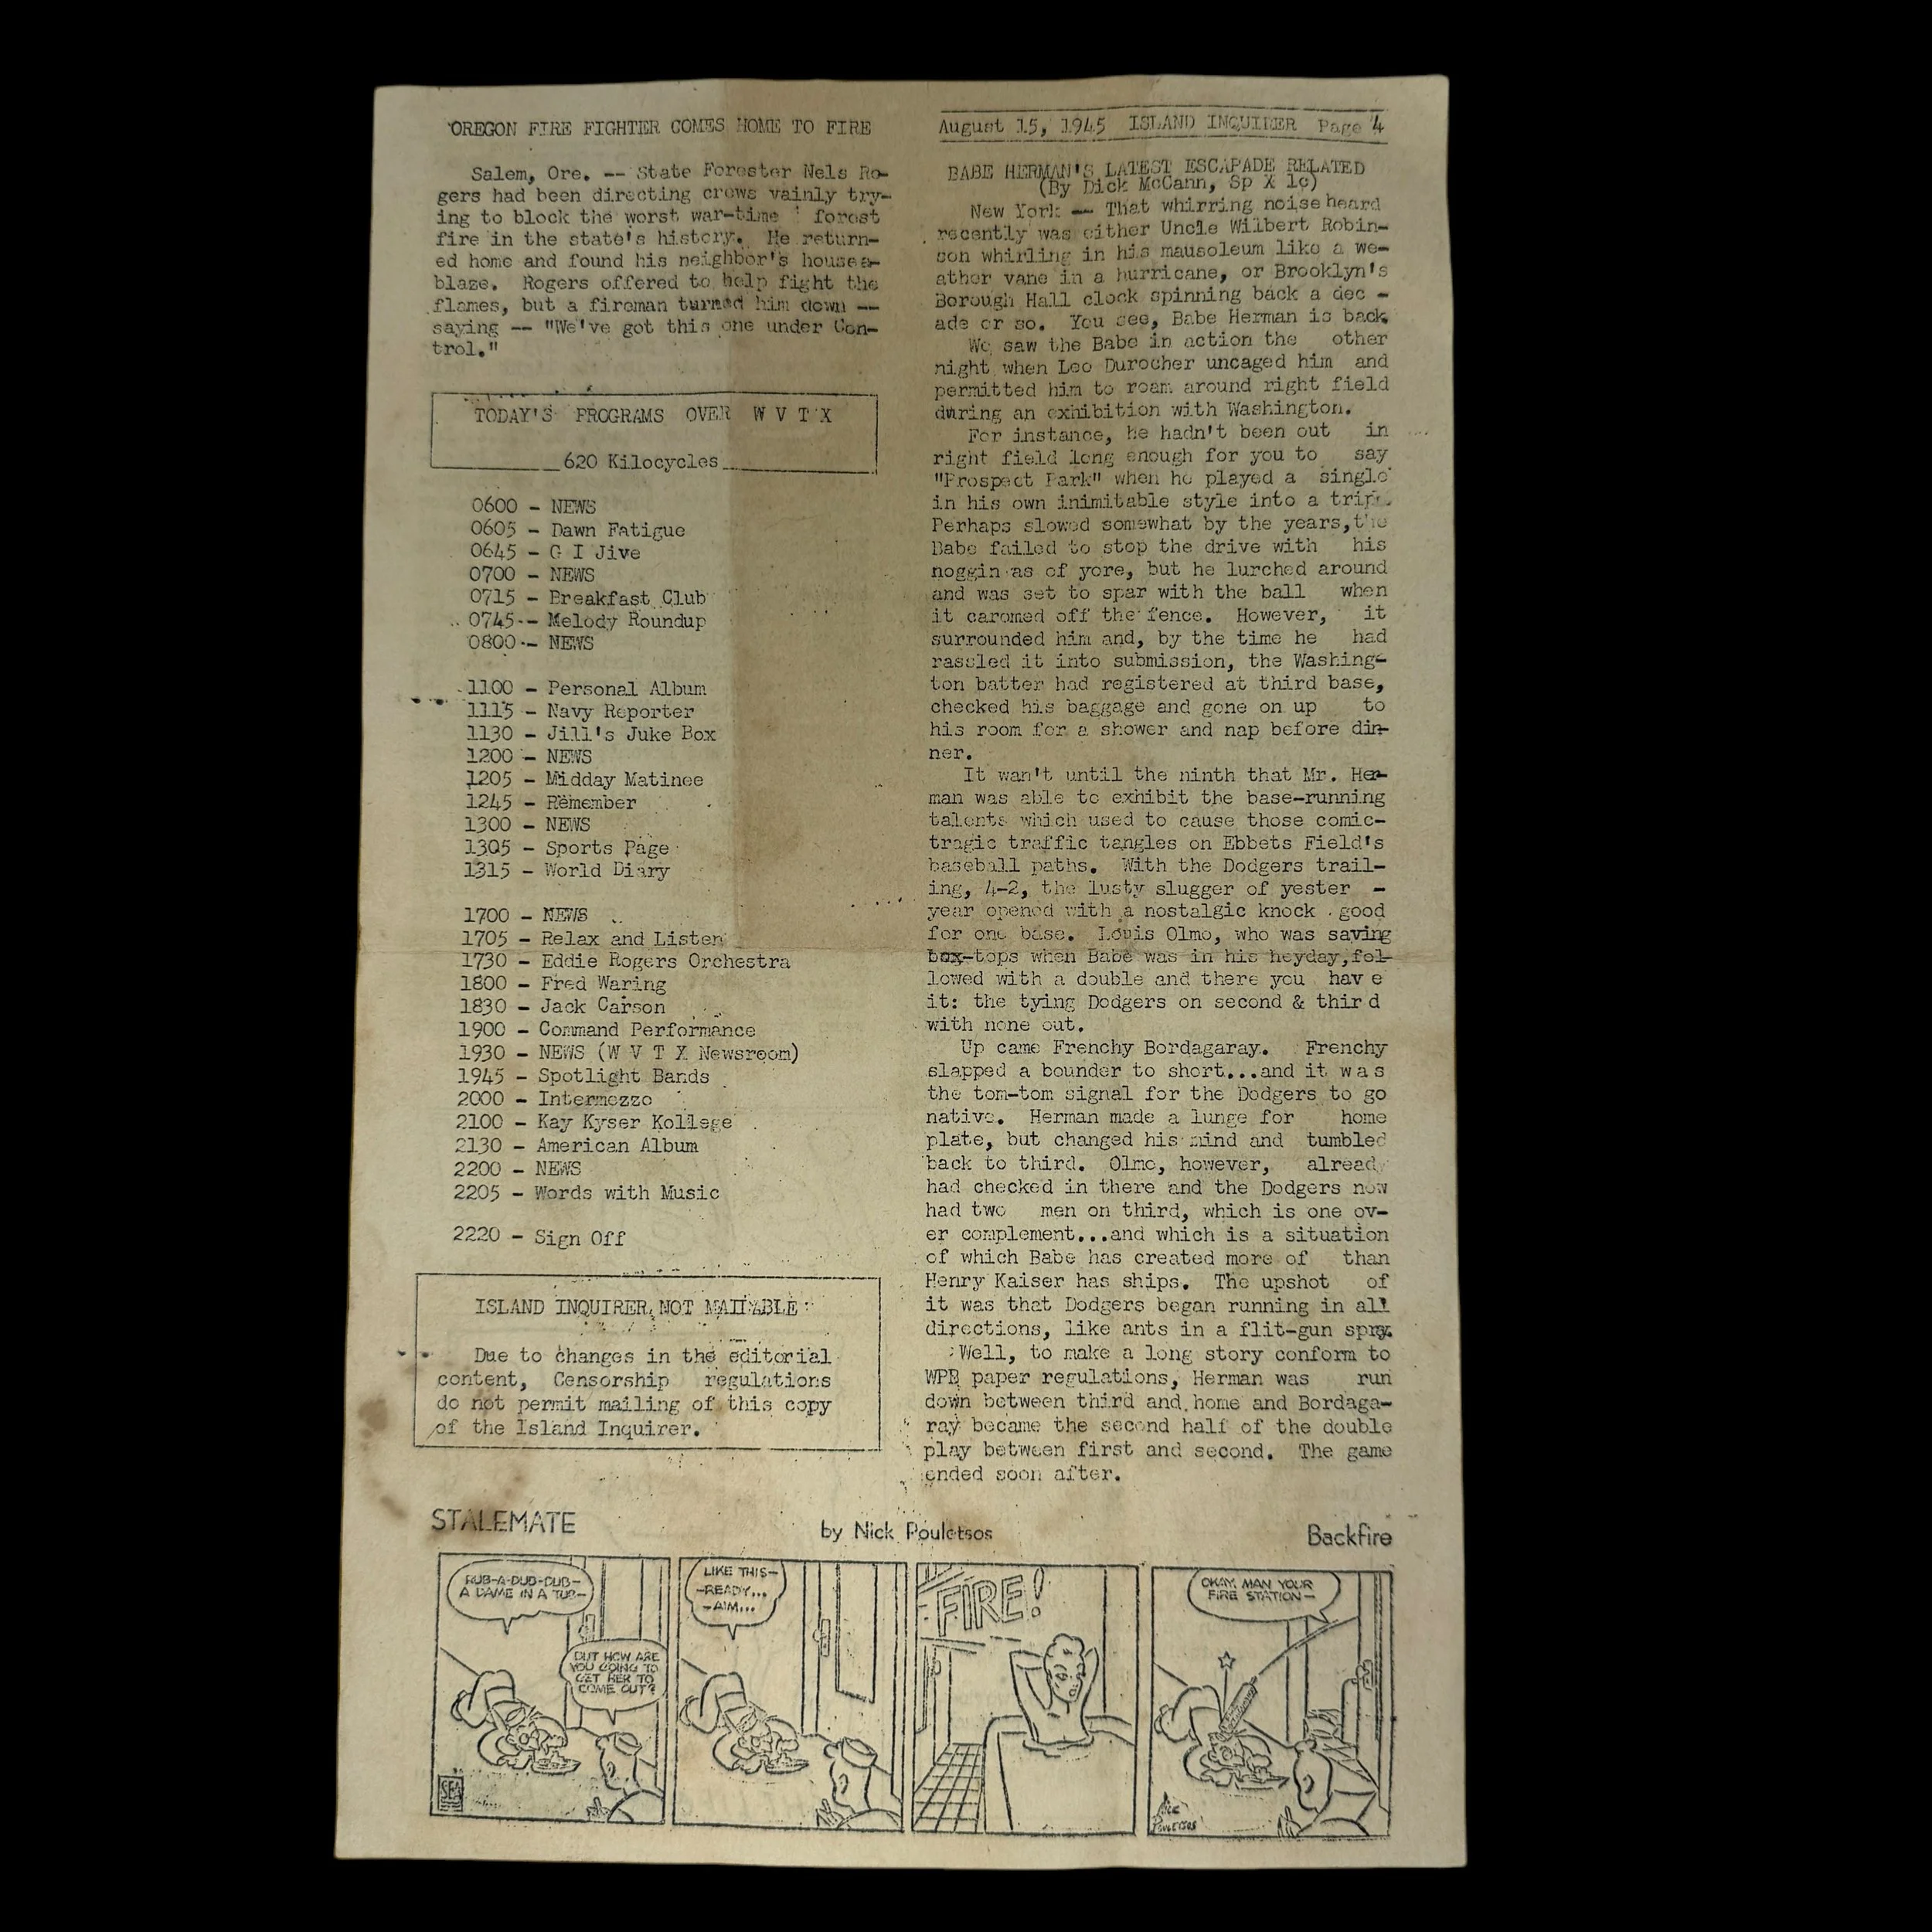 OREGON FIRE FIGHTER COMES HOME TO FIRE
Salem, Ore. -- State Forester Nels Ro-
gers had been directing crews vainly try-
ing to block the worst war-time forest
fire in the state's history. He return-
ed home and found his neighbor's house a-
blaze. Rogers offered to help fight the
flames, but a fireman turned him down --
saying -- "We've got this one under Con-
trol."
TODAY'S PROGRAMS OVER W V T X
620 Kilocycles
0600 - NEWS
0605 - Dawn Fatigue
0645 - G I Jive
0700 - NEWS
0715 - Breakfast Club
0745 - Melody Roundup
0800 - NEWS
1100 - Personal Album
1115 - Navy Reporter
1130 - Jill's Juke Box
1200 - NEWS
1205 - Midday Matinee
1245 - Remember
1300 - NEWS
1305 - Sports Page
1315 - World Diary
1700 - NEWS
1705 - Relax and Listen
1730 - Eddie Rogers Orchestra
1800 - Fred Waring
1830 - Jack Carson
1900 - Command Performance
1930 - NEWS (W V T X Newsroom)
1945 - Spotlight Bands
2000 - Intermezzo
2100 - Kay Kyser Kollege
2130 - American Album
2200 - NEWS
2205 - Words with Music
2220 - Sign Off
ISLAND INQUIRER NOT MAILABLE
Due to changes in the editorial
content, Censorship regulations
do not permit mailing of this copy
of the Island Inquirer.
August 15, 1945 ISLAND INQUIRER Page 4
BABE HERMAN'S LATEST ESCAPADE RELATED
(By Dick McCann, Sp X 1c)
New York -- That whirring noise heard
recently was either Uncle Wilbert Robin-
son whirling in his mausoleum like a we-
ather vane in a hurricane, or Brooklyn's
Borough Hall clock spinning back a dec -
ade or so. You see, Babe Herman is back.
We saw the Babe in action the other
night when Leo Durocher uncaged him and
permitted him to roam around right field
during an exhibition with Washington.
For instance, he hadn't been out in
right field long enough for you to say
"Prospect Park" when he played a single
in his own inimitable style into a
Perhaps slowed somewhat by the years, the
Babe failed to stop the drive with his
noggin as of yore, but he lurched around
and was set to spar with the ball when
it caromed off the fence. However, it
surrounded him and, by the time he had
rassled it into submission, the Washing-
ton batter had registered at third base,
checked his baggage and gone on up to
his room for a shower and nap before din-
ner.
It wan't until the ninth that Mr. Her-
man was able to exhibit the base-running
talents which used to cause those comic-
tragic traffic tangles on Ebbets Field's
baseball paths. With the Dodgers trail-
ing, 4-2, the lusty slugger of yester -
year opened with a nostalgic knock good
for one base. Louis Olmo, who was saving
box-tops when Babe was in his heyday, fol-
lowed with a double and there you have
it: the tying Dodgers on second & third
with none out.
Up came Frenchy Bordagaray. Frenchy
slapped a bounder to short...and it was
the tom-tom signal for the Dodgers to go
native. Herman made a lunge for home
plate, but changed his mind and tumbled
back to third. Olmo, however, already
had checked in there and the Dodgers now
had two men on third, which is one ov-
er complement...and which is a situation
of which Babe has created more of than
Henry Kaiser has ships. The upshot of
it was that Dodgers began running in all
directions, like ants in a flit-gun spray.
Well, to make a long story conform to
WPB paper regulations, Herman was run
down between third and home and Bordaga-
ray became the second half of the double
play between first and second. The game
ended soon after.
STALEMATE by Nick Pouletsos Backfire
RUB-A-DUB-DUB-
A DAME IN A TUB-
BUT HOW ARE
YOU GOING TO
GET HER TO
COME OUT?
SEA
LIKE THIS-
-READY...
-AIM...
FIRE!
OKAY, MAN YOUR
FIRE STATION-
Nick
Pouletsos